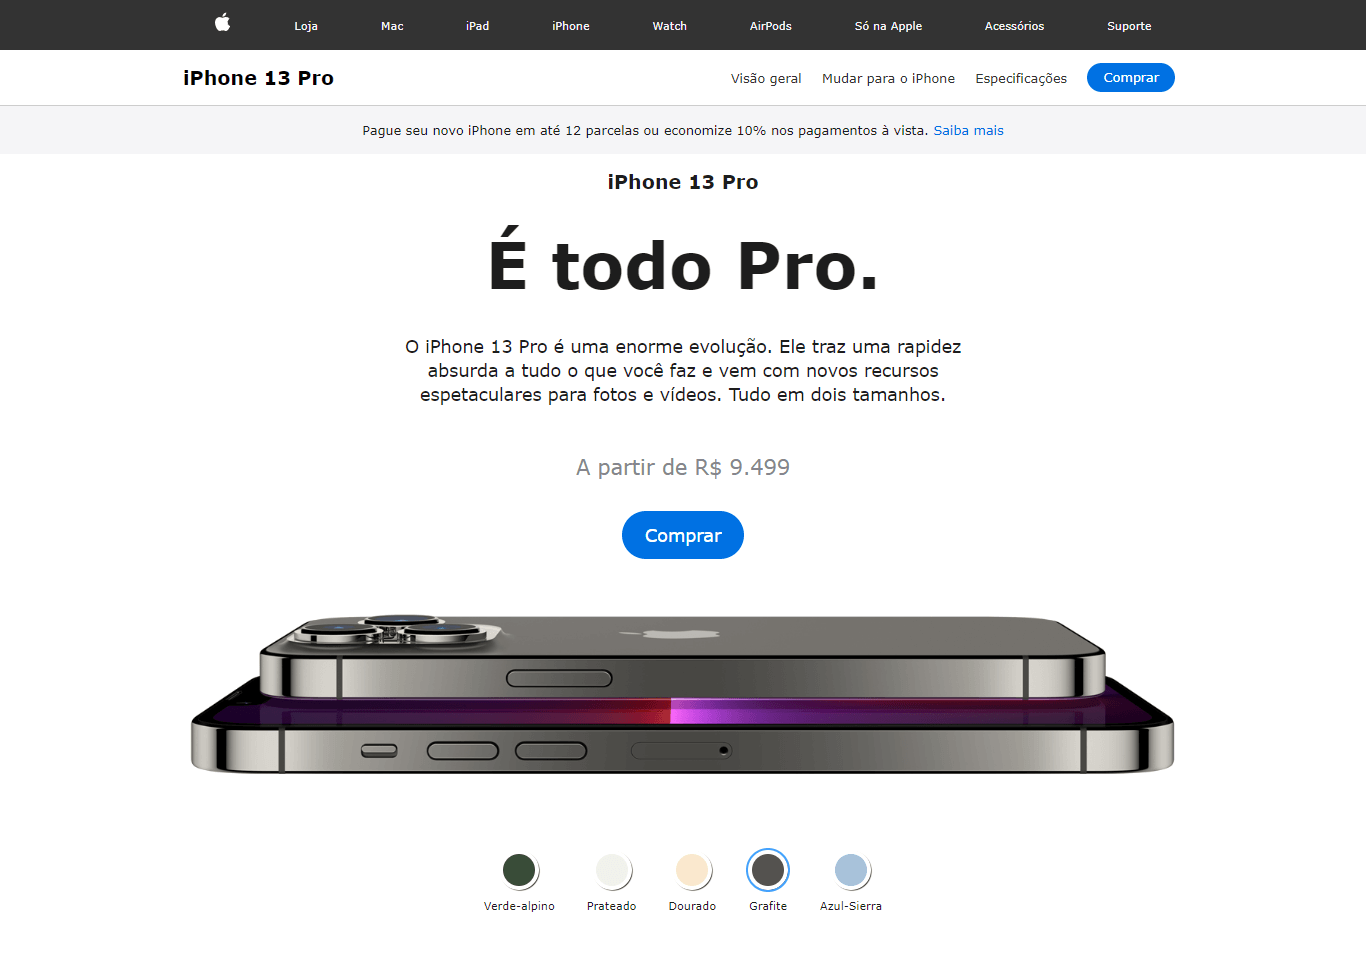 Loja Mac iPad iPhone Watch AirPods Só na Apple Acessórios Suporte
iPhone 13 Pro Visão geral Mudar para o iPhone Especificações Comprar
Pague seu novo iPhone em até 12 parcelas ou economize 10% nos pagamentos à vista. Saiba mais
iPhone 13 Pro
É todo Pro.
O iPhone 13 Pro é uma enorme evolução. Ele traz uma rapidez
absurda a tudo o que você faz e vem com novos recursos
espetaculares para fotos e vídeos. Tudo em dois tamanhos.
A partir de R$ 9.499
Comprar
Verde-alpino Prateado Dourado Grafite Azul-Sierra